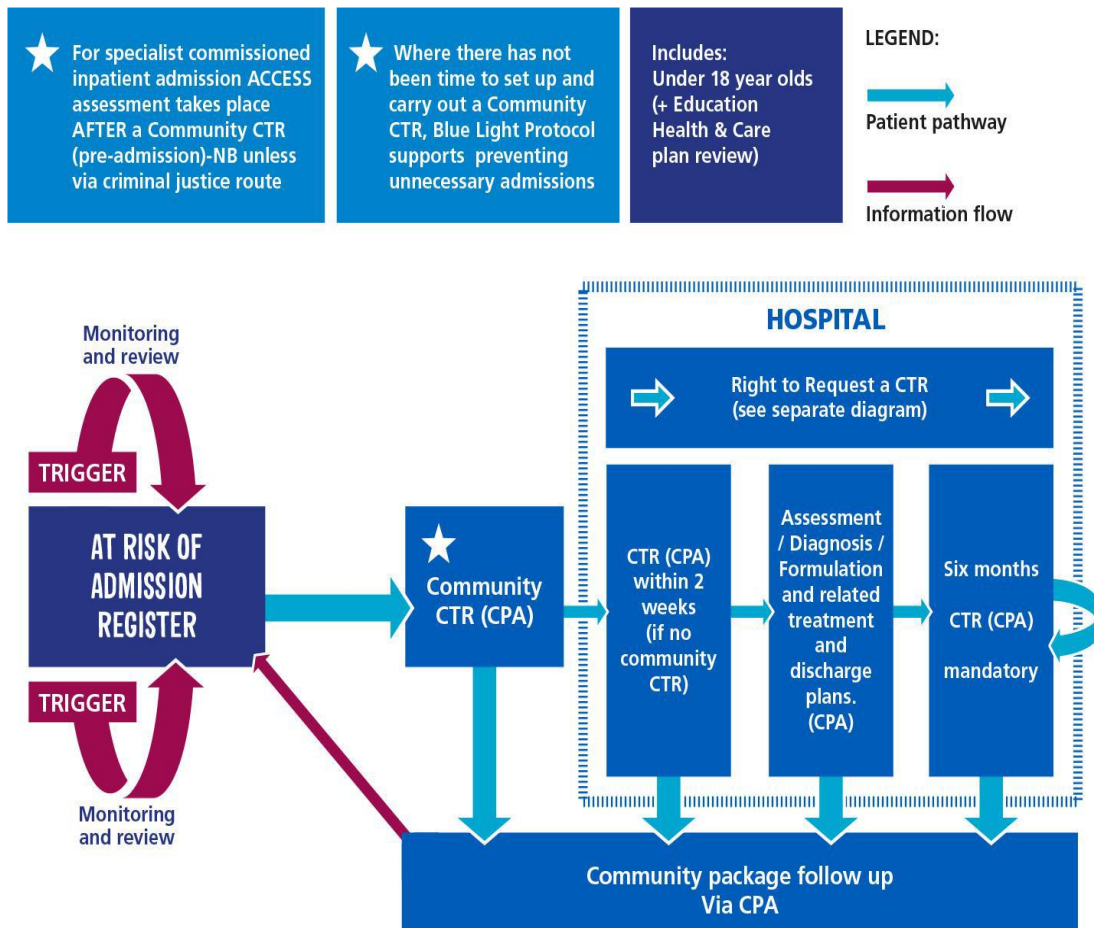 For specialist commissioned
inpatient admission ACCESS
assessment takes place
AFTER a Community CTR
(pre-admission)-NB unless
via criminal justice route
Where there has not
been time to set up and
carry out a Community
CTR, Blue Light Protocol
supports preventing
unnecessary admissions
Includes:
Under 18 year olds
(+ Education
Health & Care
plan review)
LEGEND:
Patient pathway
Information flow
Monitoring
and review
TRIGGER
AT RISK OF
ADMISSION
REGISTER
TRIGGER
Monitoring
and review
Community
CTR (CPA)
HOSPITAL
Right to Request a CTR
(see separate diagram)
CTR (CPA)
within 2
weeks
(if no
community
CTR)
Assessment
/ Diagnosis /
Formulation
and related
treatment
and
discharge
plans.
(CPA)
Six months
CTR (CPA)
mandatory
Community package follow up
Via CPA